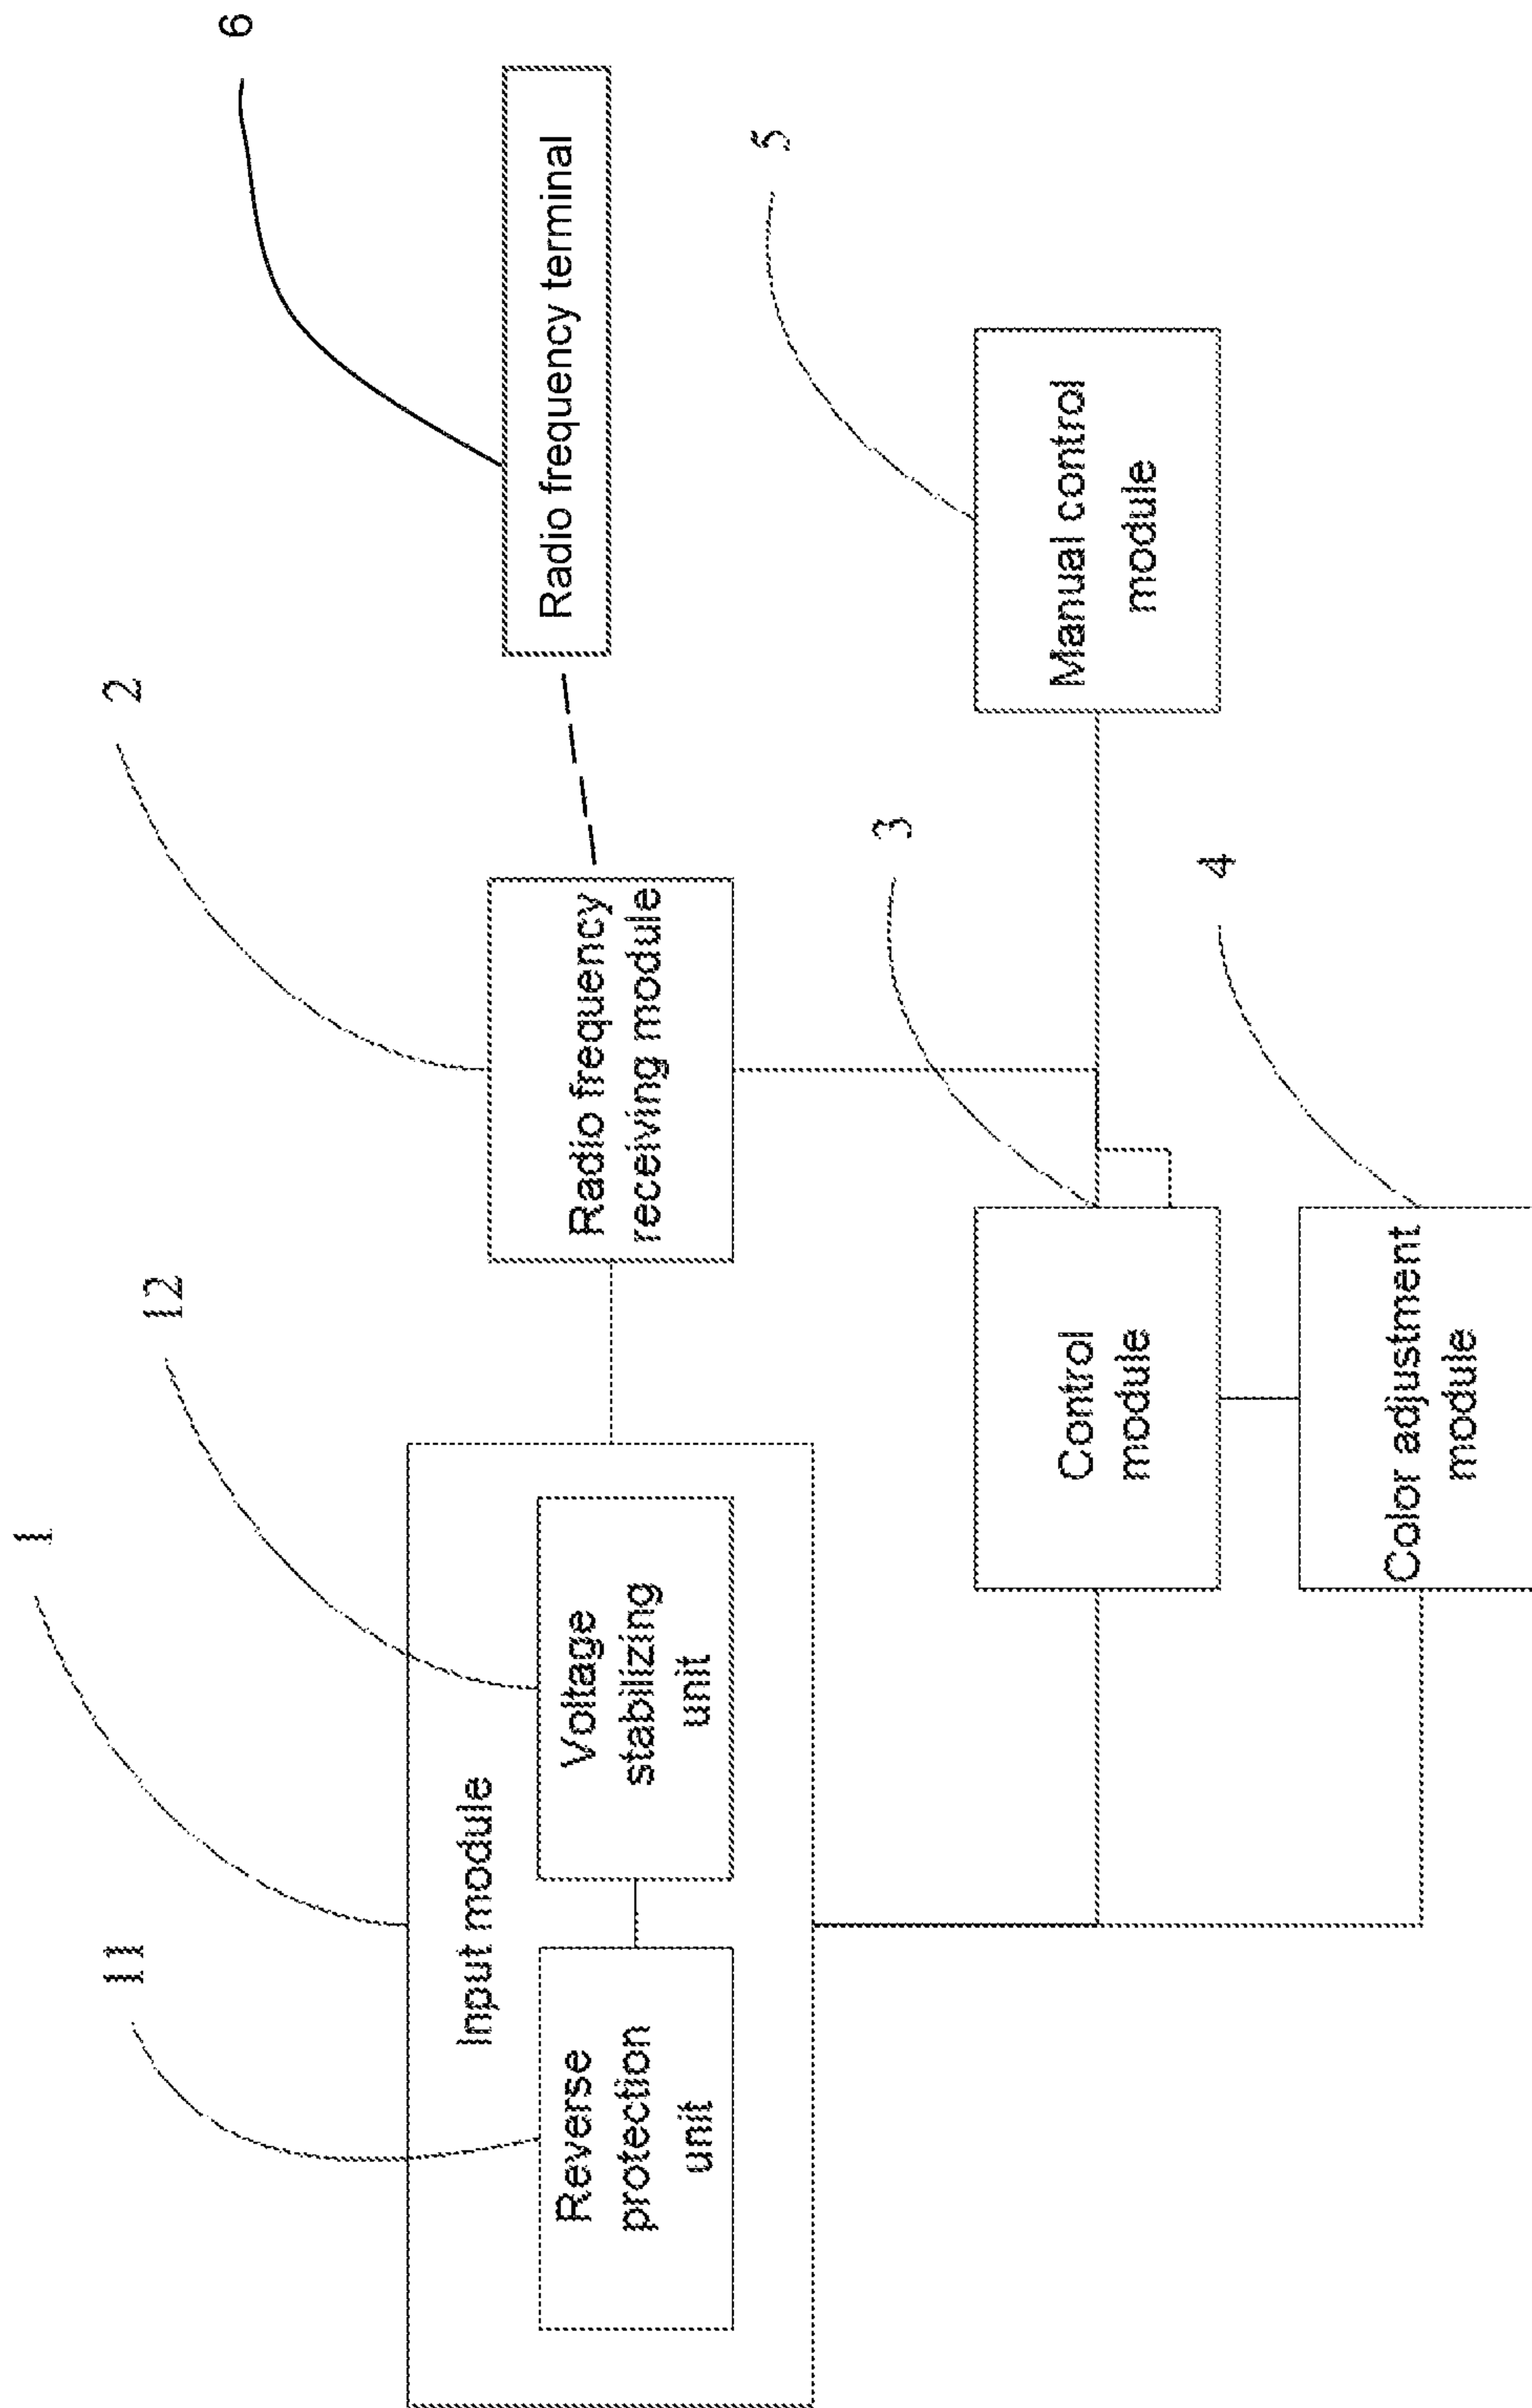 1
12
2
6
11
Input module
Reverse
protection
unit
Voltage
stabilizing
unit
Radio frequency
receiving module
Radio frequency terminal
3
5
Control
module
Manual control
module
4
Color adjustment
module